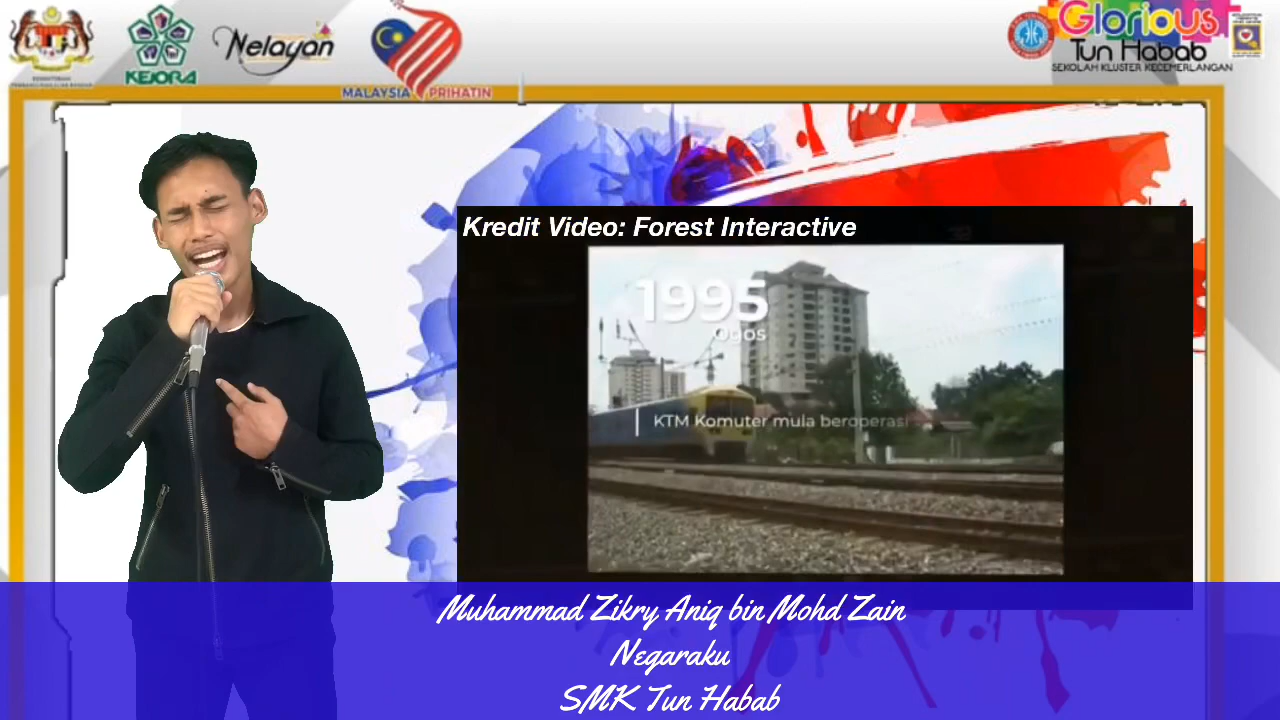 KEJORA
Nelayan
MALAYSIA PRIHATIN
Glorious
Tun Habab
SEKOLAH KLUSTER KECEMERLANGAN
Kredit Video: Forest Interactive
1995
Ogos
KTM Komuter mula beroperasi
Muhammad Zikry Aniq bin Mohd Zain
Negaraku
SMK Tun Habab